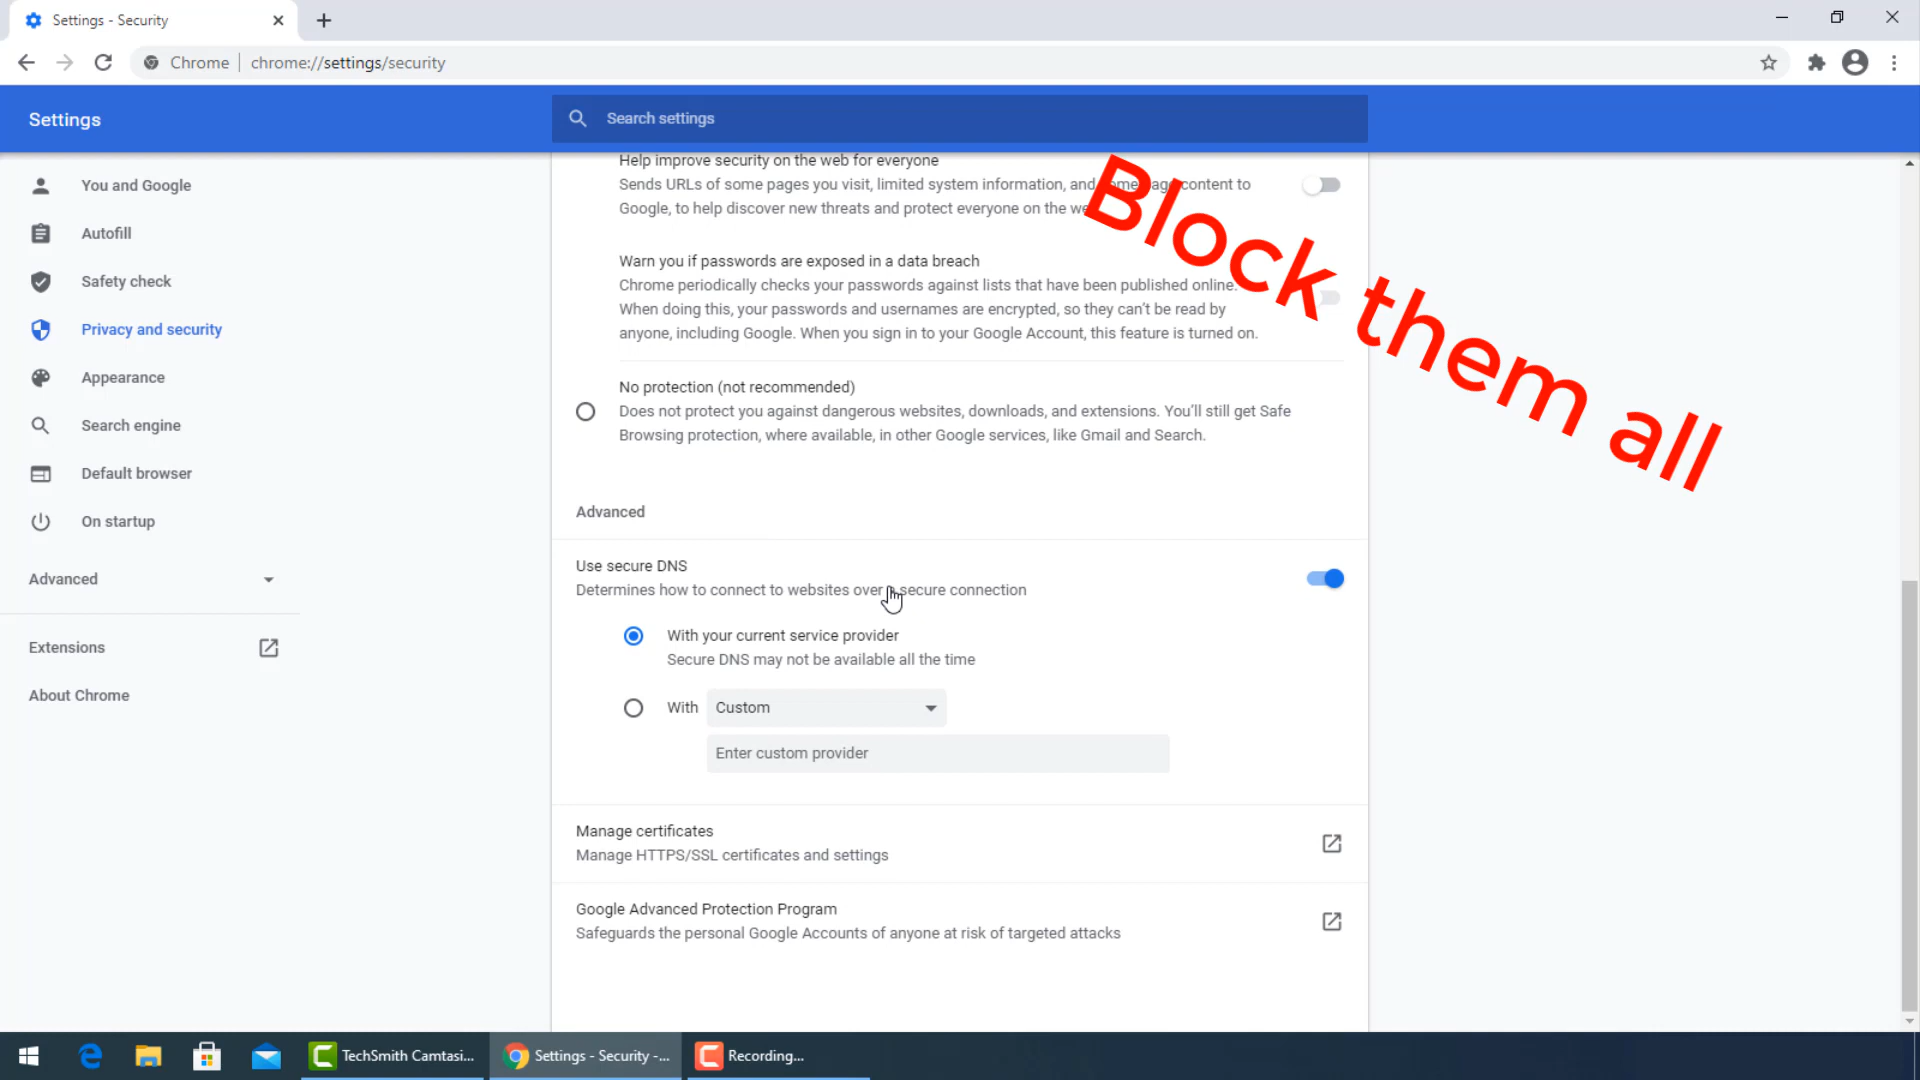 Settings - Security
Chrome
chrome://settings/security
Settings
Search settings
You and Google
Autofill
Safety check
Privacy and security
Appearance
Search engine
Default browser
On startup
Advanced
Extensions
About Chrome
Help improve security on the web for everyone
Sends URLs of some pages you visit, limited system information, and some page content to
Google, to help discover new threats and protect everyone on the
Warn you if passwords are exposed in a data breach
Chrome periodically checks your passwords against lists that have been published online.
When doing this, your passwords and usernames are encrypted, so they can't be read by
anyone, including Google. When you sign in to your Google Account, this feature is turned on.
Block them all
No protection (not recommended)
Does not protect you against dangerous websites, downloads, and extensions. You'll still get Safe
Browsing protection, where available, in other Google services, like Gmail and Search.
Advanced
Use secure DNS
Determines how to connect to websites over a secure connection
With your current service provider
Secure DNS may not be available all the time
With
Custom
Enter custom provider
Manage certificates
Manage HTTPS/SSL certificates and settings
Google Advanced Protection Program
Safeguards the personal Google Accounts of anyone at risk of targeted attacks
TechSmith Camtasi...
Settings - Security -...
Recording...